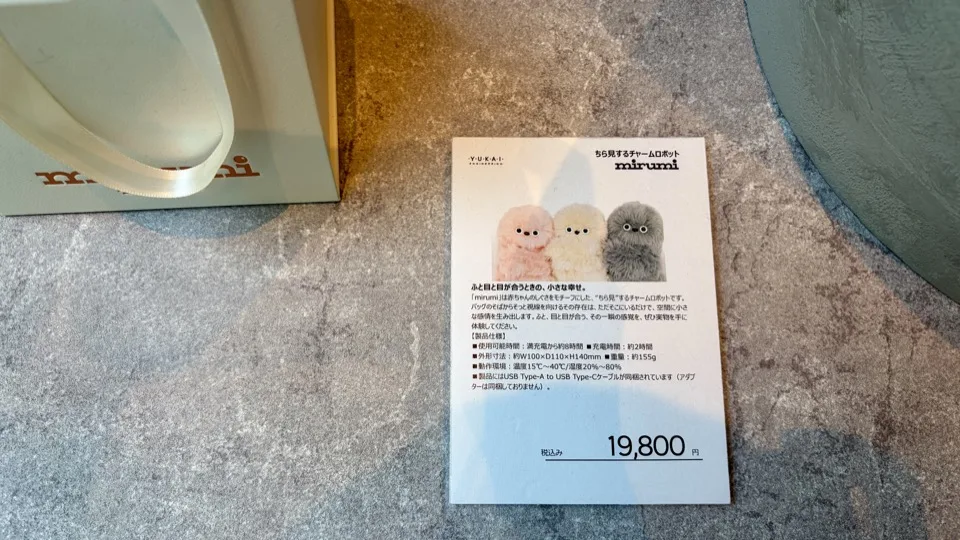 mirumi
·Y·U·K·A·I·
ENGINEERING
ちら見するチャームロボット
mirumi
ふと目と目が合うときの、小さな幸せ。
「mirumi」は赤ちゃんのしぐさをモチーフにした、“ちら見”するチャームロボットです。
バッグのそばからそっと視線を向けるその存在は、ただそこにいるだけで、空間に小さ
な感情を生み出します。ふと、目と目が合う、その一瞬の感覚を、ぜひ実物を手に
体験してください。
【製品仕様】
■使用可能時間：満充電から約8時間 ■充電時間：約2時間
■外形寸法：約W100×D110×H140mm ■重量：約155g
■動作環境：温度15℃～40℃/湿度20%～80%
■製品にはUSB Type-A to USB Type-Cケーブルが同梱されています（アダプ
ターは同梱しておりません）。
税込み 19,800 円